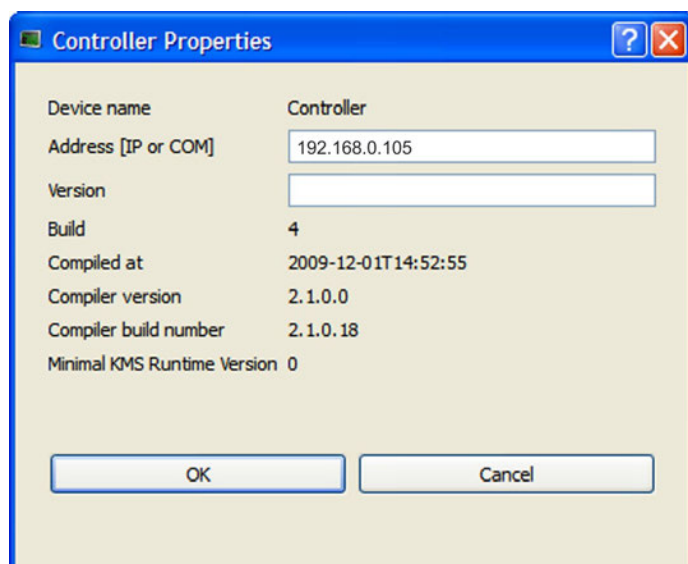 Controller Properties
?
Device name Controller
Address [IP or COM] 192.168.0.105
Version
Build 4
Compiled at 2009-12-01T14:52:55
Compiler version 2.1.0.0
Compiler build number 2.1.0.18
Minimal KMS Runtime Version 0
OK Cancel